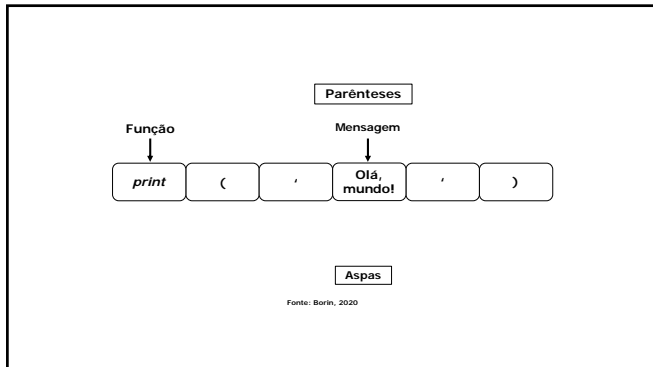 Parênteses
Função Mensagem
print ( ‘ Olá, mundo! ‘ )
Aspas
Fonte: Borin, 2020